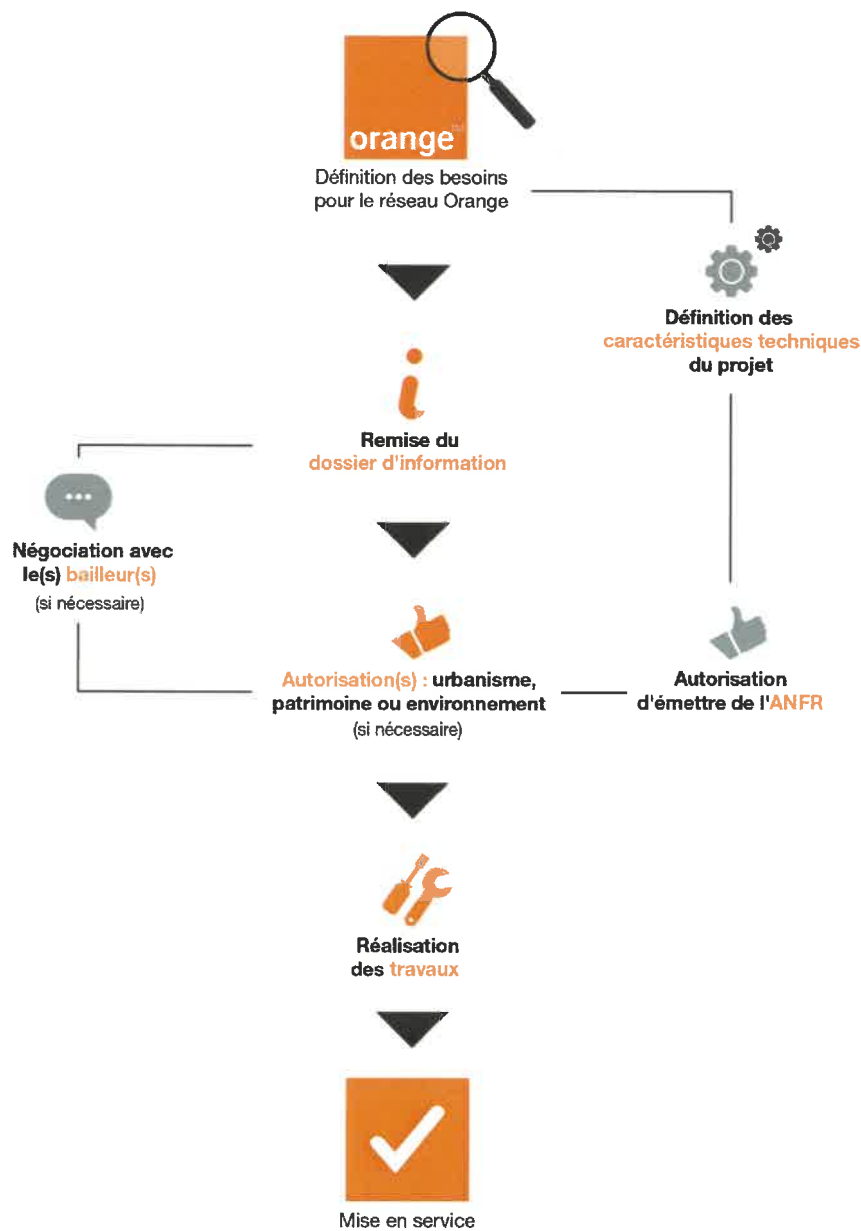 orange™
Définition des besoins
pour le réseau Orange
Définition des
caractéristiques techniques
du projet
Remise du
dossier d'information
Négociation avec
le(s) bailleur(s)
(si nécessaire)
Autorisation(s) : urbanisme,
patrimoine ou environnement
(si nécessaire)
Autorisation
d'émettre de l'ANFR
Réalisation
des travaux
Mise en service